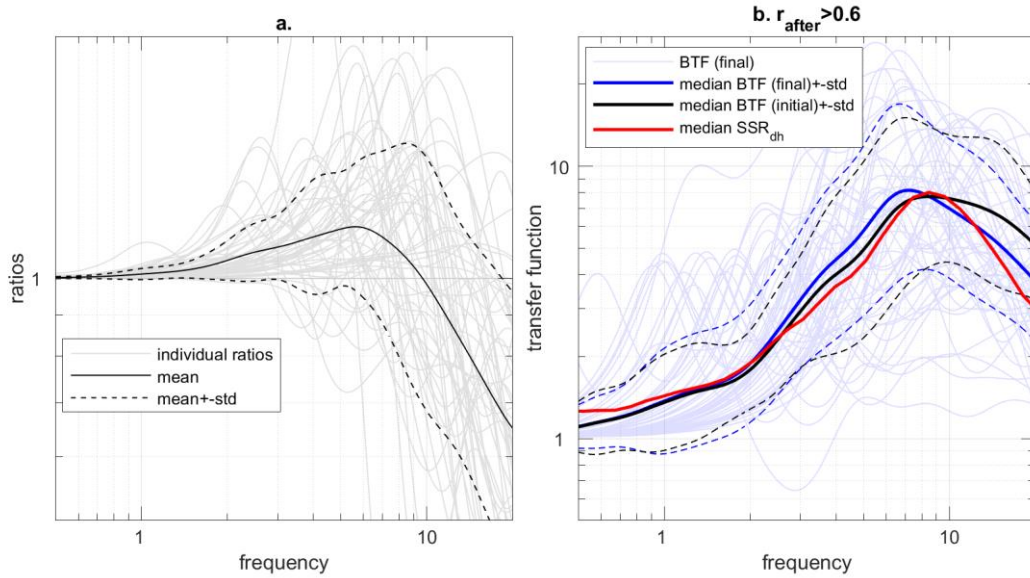 a.
ratios
1
individual ratios
mean
mean+-std
1
10
frequency
b. r_after>0.6
transfer function
10
1
BTF (final)
median BTF (final)+-std
median BTF (initial)+-std
median SSR_dh
1
10
frequency